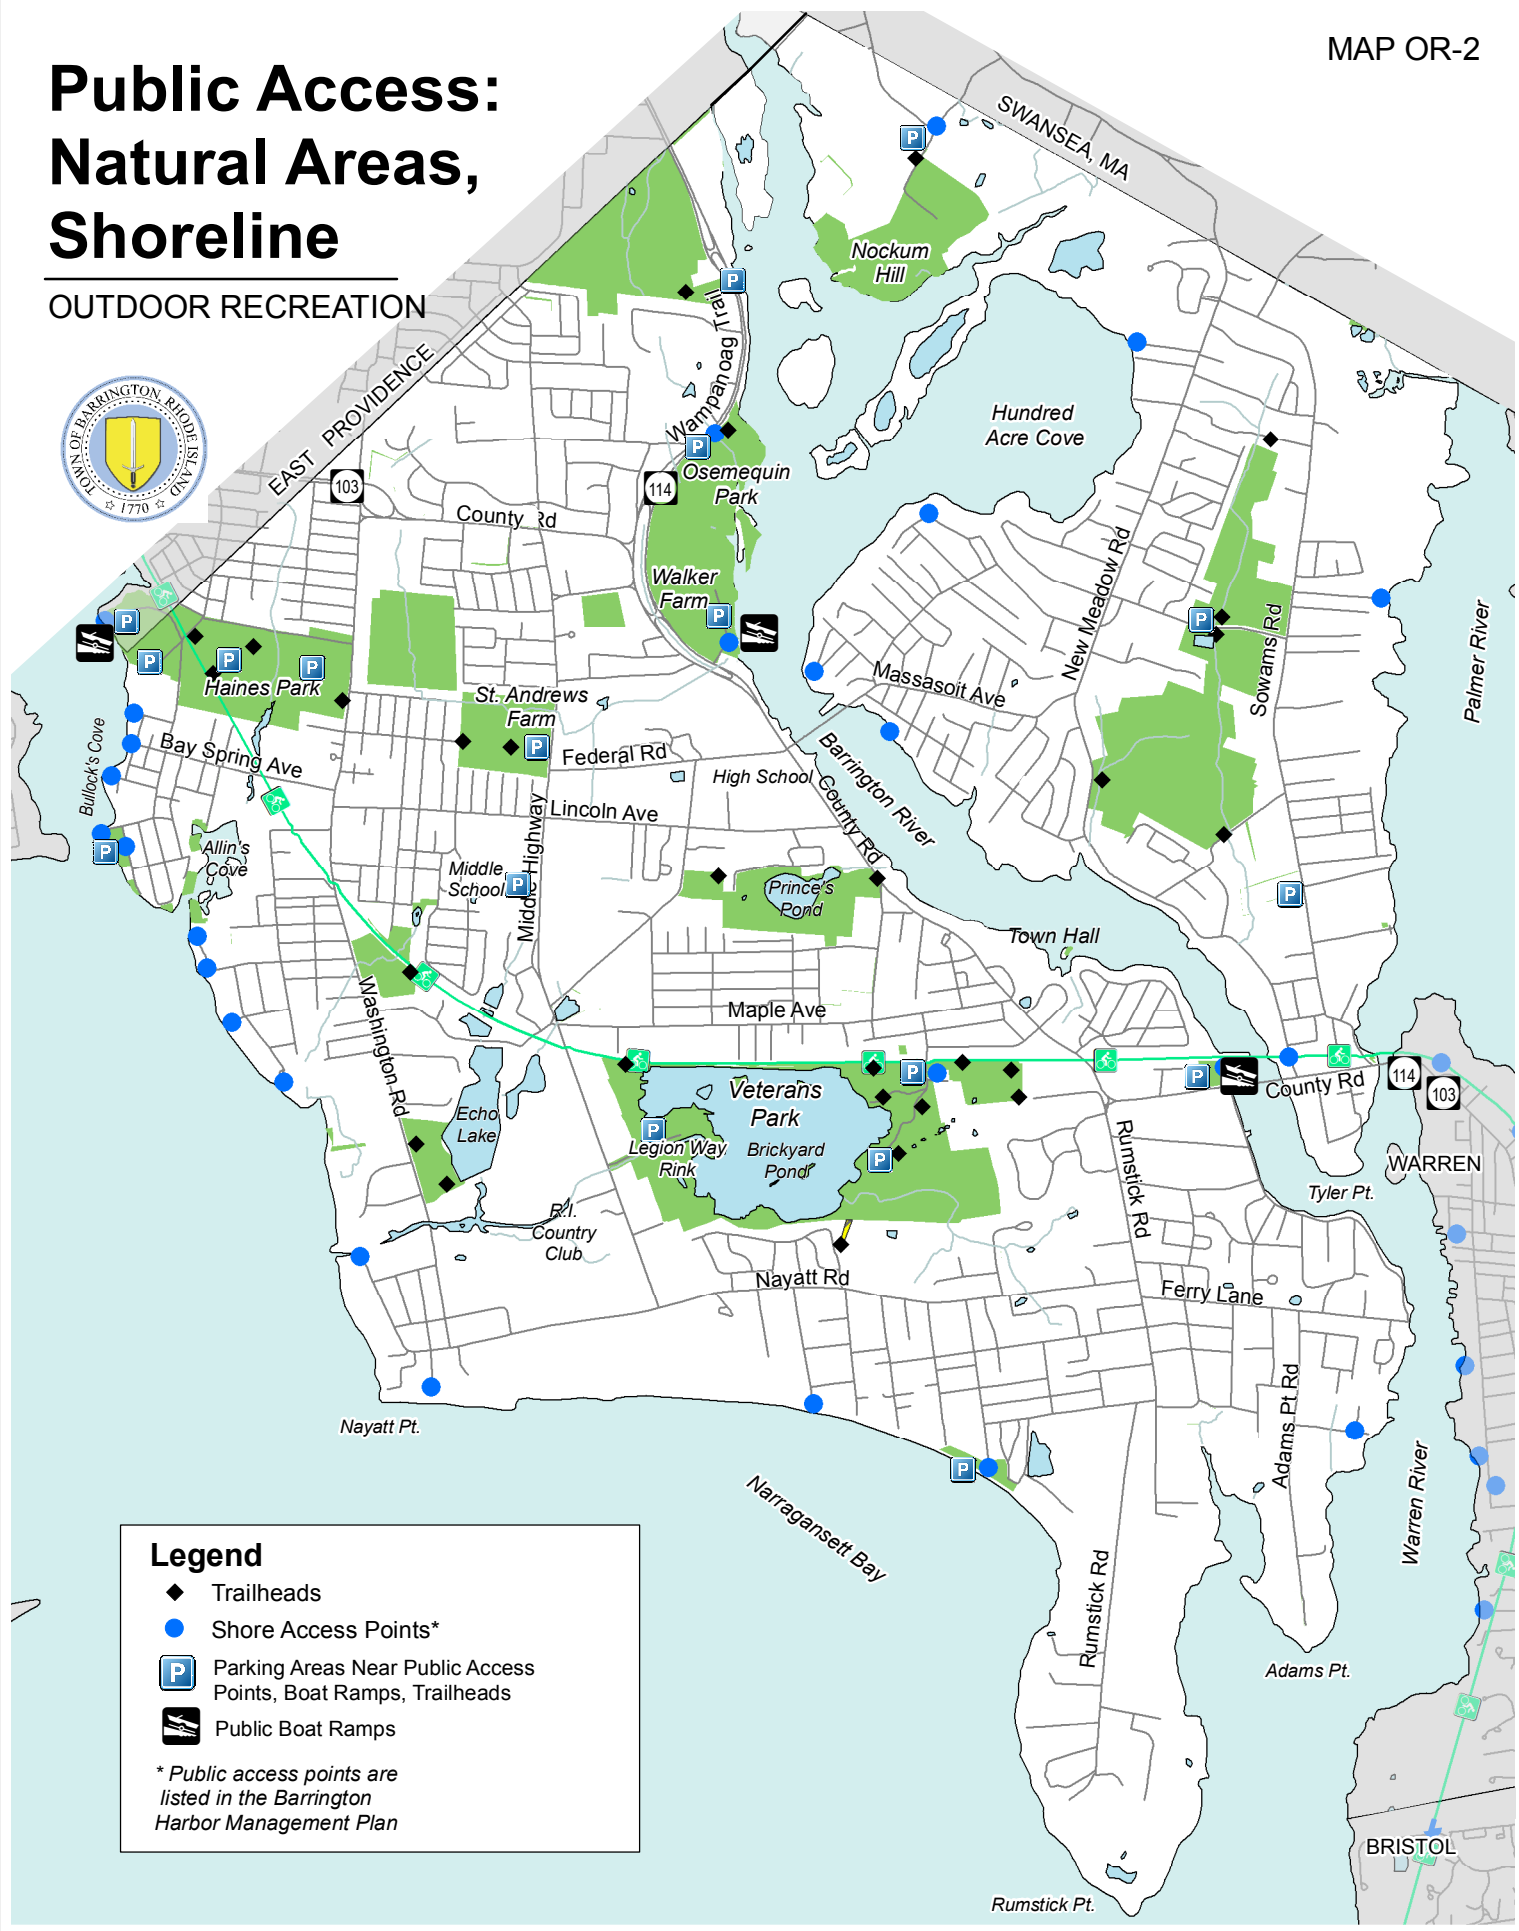 MAP OR-2
Public Access:
Natural Areas,
Shoreline
OUTDOOR RECREATION
TOWN OF BARRINGTON, RHODE ISLAND
1770
SWANSEA, MA
EAST PROVIDENCE
P
Nockum
Hill
P
Wampanoag Trail
Hundred
Acre Cove
P
Osemequin
Park
103
114
County Rd
Walker
Farm
P
New Meadow Rd
P
Sowams Rd
Palmer River
P
P
P
P
Haines Park
St. Andrews
Farm
P
Massasoit Ave
Bullock's Cove
Bay Spring Ave
Federal Rd
High School
Barrington River
County Rd
Lincoln Ave
Middle Highway
P
Allin's
Cove
Middle
School
P
Prince's
Pond
P
Town Hall
Washington Rd
Maple Ave
P
P
County Rd
114
103
Veterans
Park
Echo
Lake
P
Legion Way
Rink
Brickyard
Pond
P
Rumstick Rd
WARREN
Tyler Pt.
R.I.
Country
Club
Nayatt Rd
Ferry Lane
Adams Pt Rd
Nayatt Pt.
P
Narragansett Bay
Warren River
Rumstick Rd
Adams Pt.
Legend
Trailheads
Shore Access Points*
P
Parking Areas Near Public Access
Points, Boat Ramps, Trailheads
Public Boat Ramps
* Public access points are
listed in the Barrington
Harbor Management Plan
BRISTOL
Rumstick Pt.